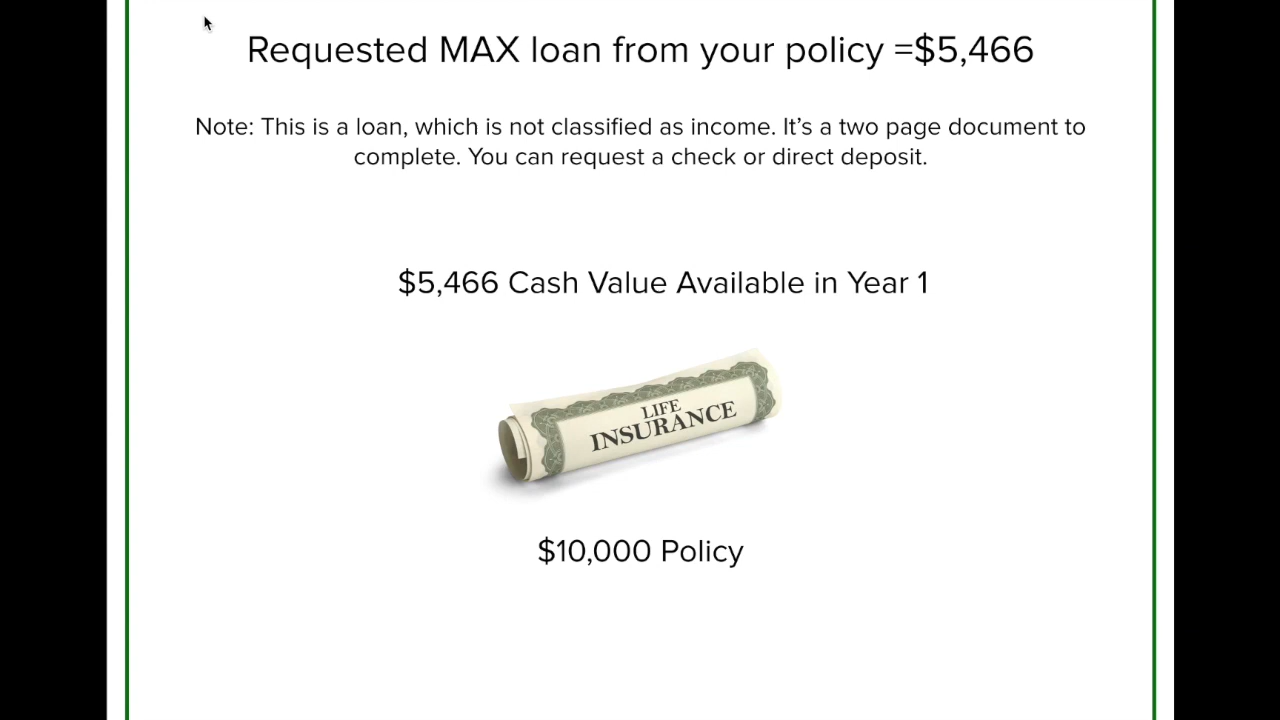 Requested MAX loan from your policy =$5,466
Note: This is a loan, which is not classified as income. It’s a two page document to
complete. You can request a check or direct deposit.
$5,466 Cash Value Available in Year 1
LIFE
INSURANCE
$10,000 Policy